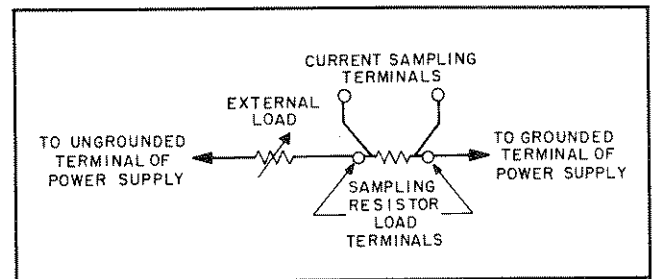 CURRENT SAMPLING
TERMINALS
EXTERNAL
LOAD
TO UNGROUNDED
TERMINAL OF
POWER SUPPLY
TO GROUNDED
TERMINAL OF
POWER SUPPLY
SAMPLING
RESISTOR
LOAD
TERMINALS